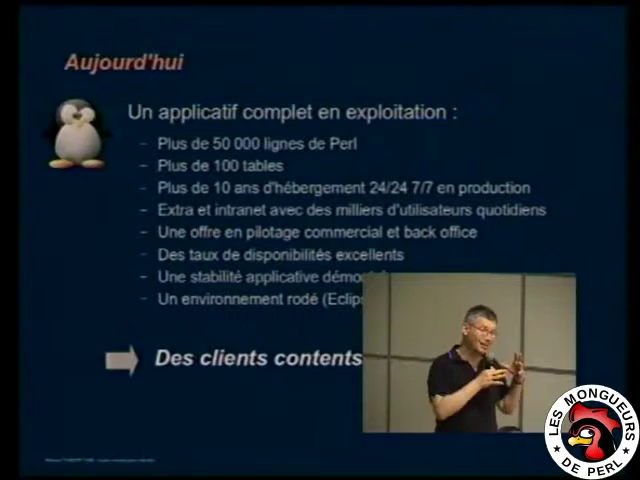 Aujourd'hui
Un applicatif complet en exploitation :
- Plus de 50 000 lignes de Perl
- Plus de 100 tables
- Plus de 10 ans d'hébergement 24/24 7/7 en production
- Extra et intranet avec des milliers d'utilisateurs quotidiens
- Une offre en pilotage commercial et back office
- Des taux de disponibilités excellents
- Une stabilité applicative
- Un environnement rodé
Des clients contents
LES MONGUEURS
DE PERL